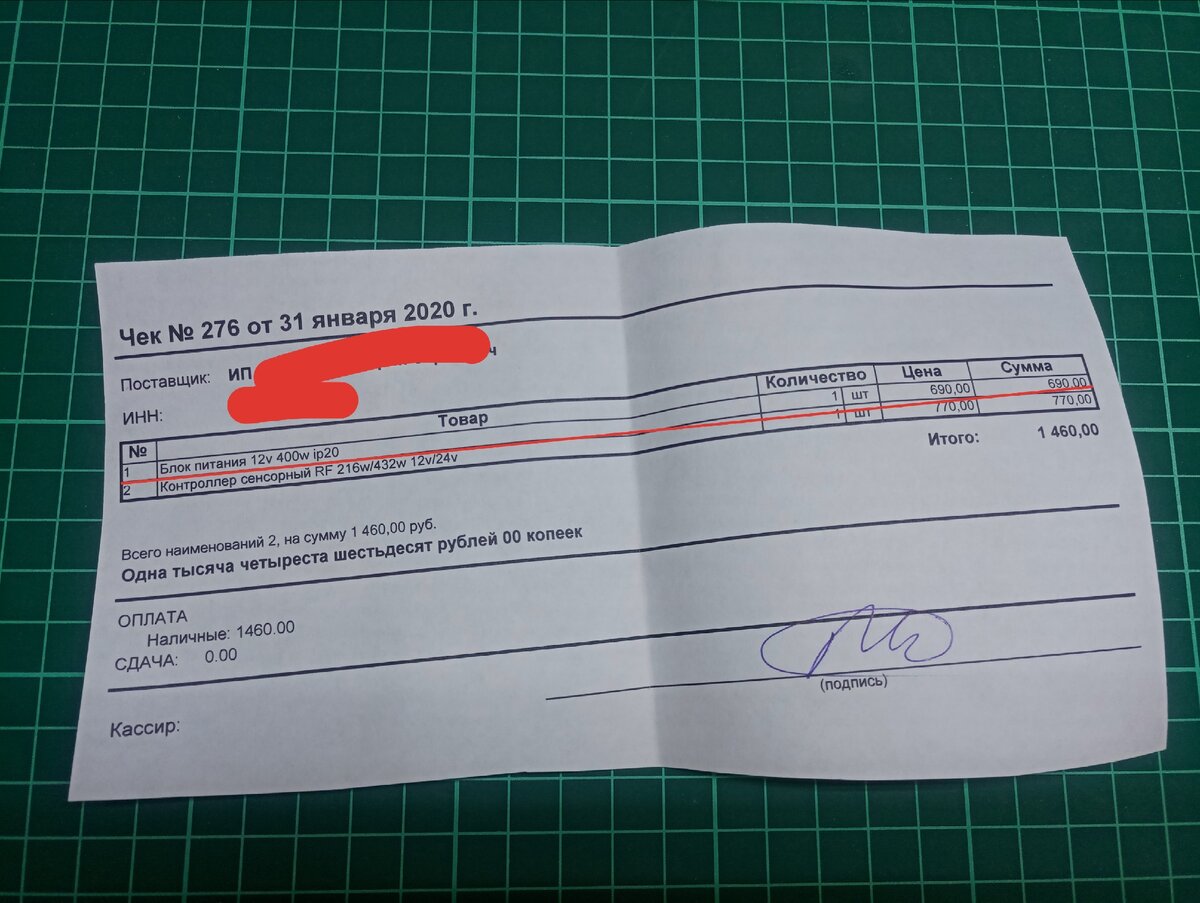 Чек № 276 от 31 января 2020 г.
Поставщик: ИП ч
ИНН:
№ Товар Количество Цена Сумма
1 Блок питания 12v 400w ip20 1 шт 690,00 690,00
2 Контроллер сенсорный RF 216w/432w 12v/24v 1 шт 770,00 770,00
Итого: 1 460,00
Всего наименований 2, на сумму 1 460,00 руб.
Одна тысяча четыреста шестьдесят рублей 00 копеек
ОПЛАТА
Наличные: 1460.00
СДАЧА: 0.00
(подпись)
Кассир: